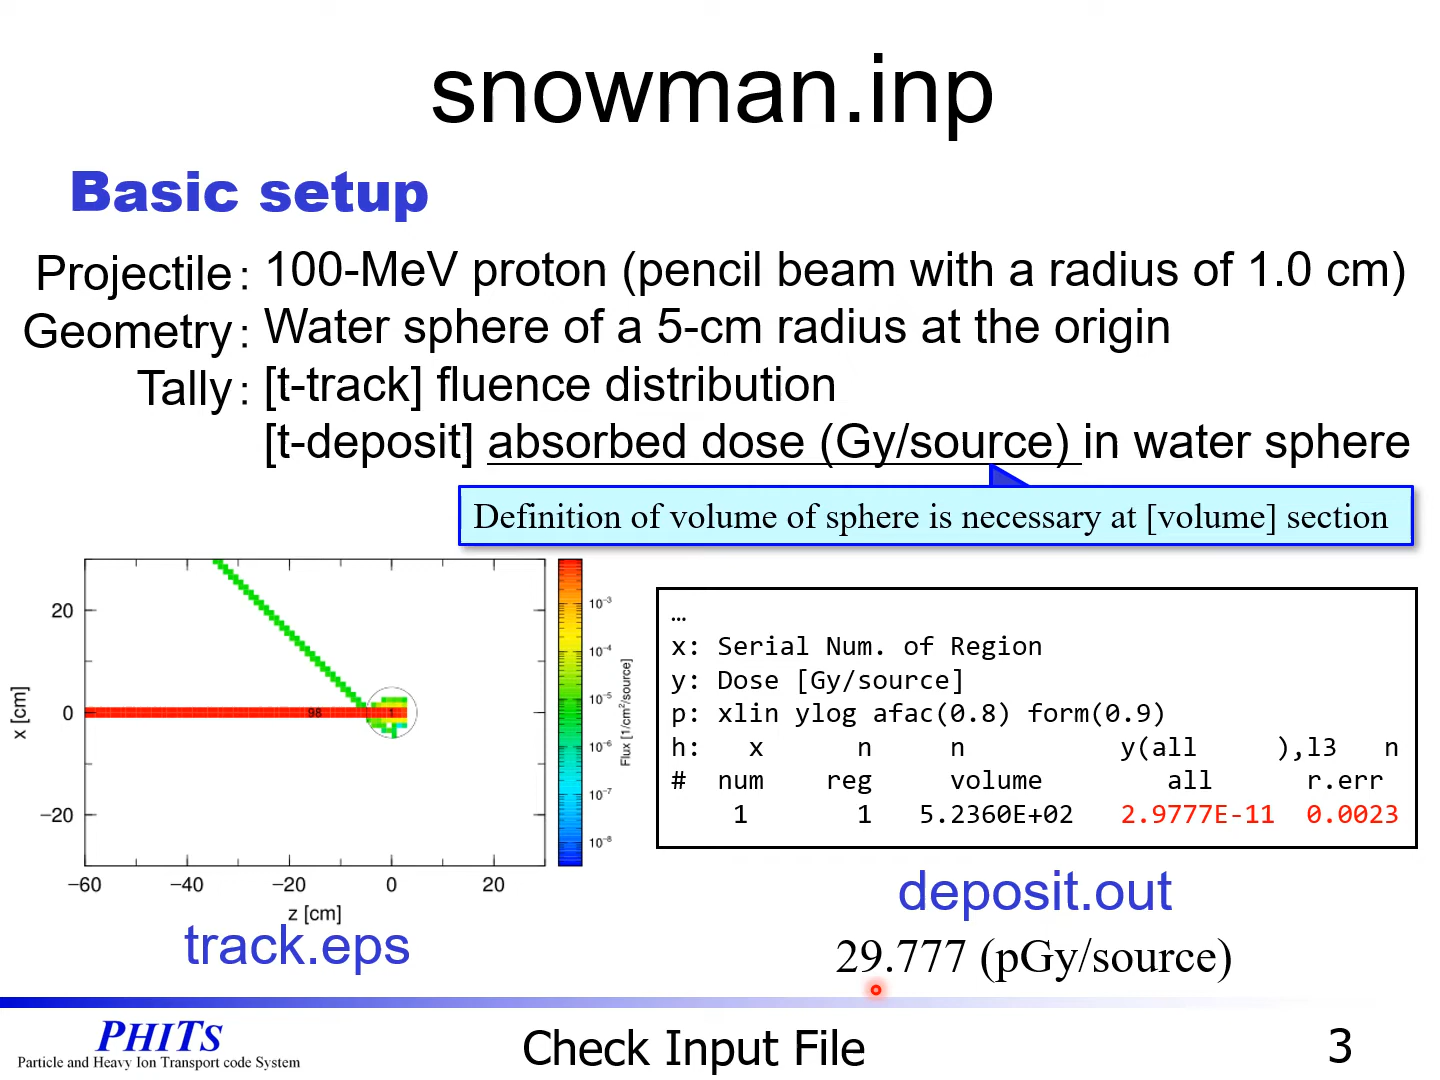 snowman.inp
Basic setup
Projectile: 100-MeV proton (pencil beam with a radius of 1.0 cm)
Geometry: Water sphere of a 5-cm radius at the origin
Tally: [t-track] fluence distribution
[t-deposit] absorbed dose (Gy/source) in water sphere
Definition of volume of sphere is necessary at [volume] section
20
0
−20
x [cm]
98
1
−60 −40 −20 0 20
z [cm]
10⁻³
10⁻⁴
10⁻⁵
10⁻⁶
10⁻⁷
10⁻⁸
Flux [1/cm²/source]
track.eps
…
x: Serial Num. of Region
y: Dose [Gy/source]
p: xlin ylog afac(0.8) form(0.9)
h: x n n y(all ),l3 n
# num reg volume all r.err
1 1 5.2360E+02 2.9777E-11 0.0023
deposit.out
29.777 (pGy/source)
PHITS
Particle and Heavy Ion Transport code System
Check Input File
3